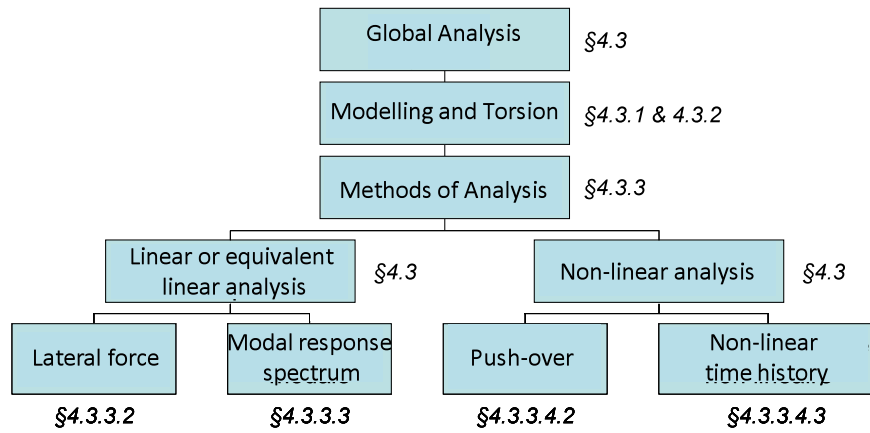 Global Analysis
§4.3
Modelling and Torsion
§4.3.1 & 4.3.2
Methods of Analysis
§4.3.3
Linear or equivalent
linear analysis
§4.3
Non-linear analysis
§4.3
Lateral force
Modal response
spectrum
Push-over
Non-linear
time history
§4.3.3.2
§4.3.3.3
§4.3.3.4.2
§4.3.3.4.3